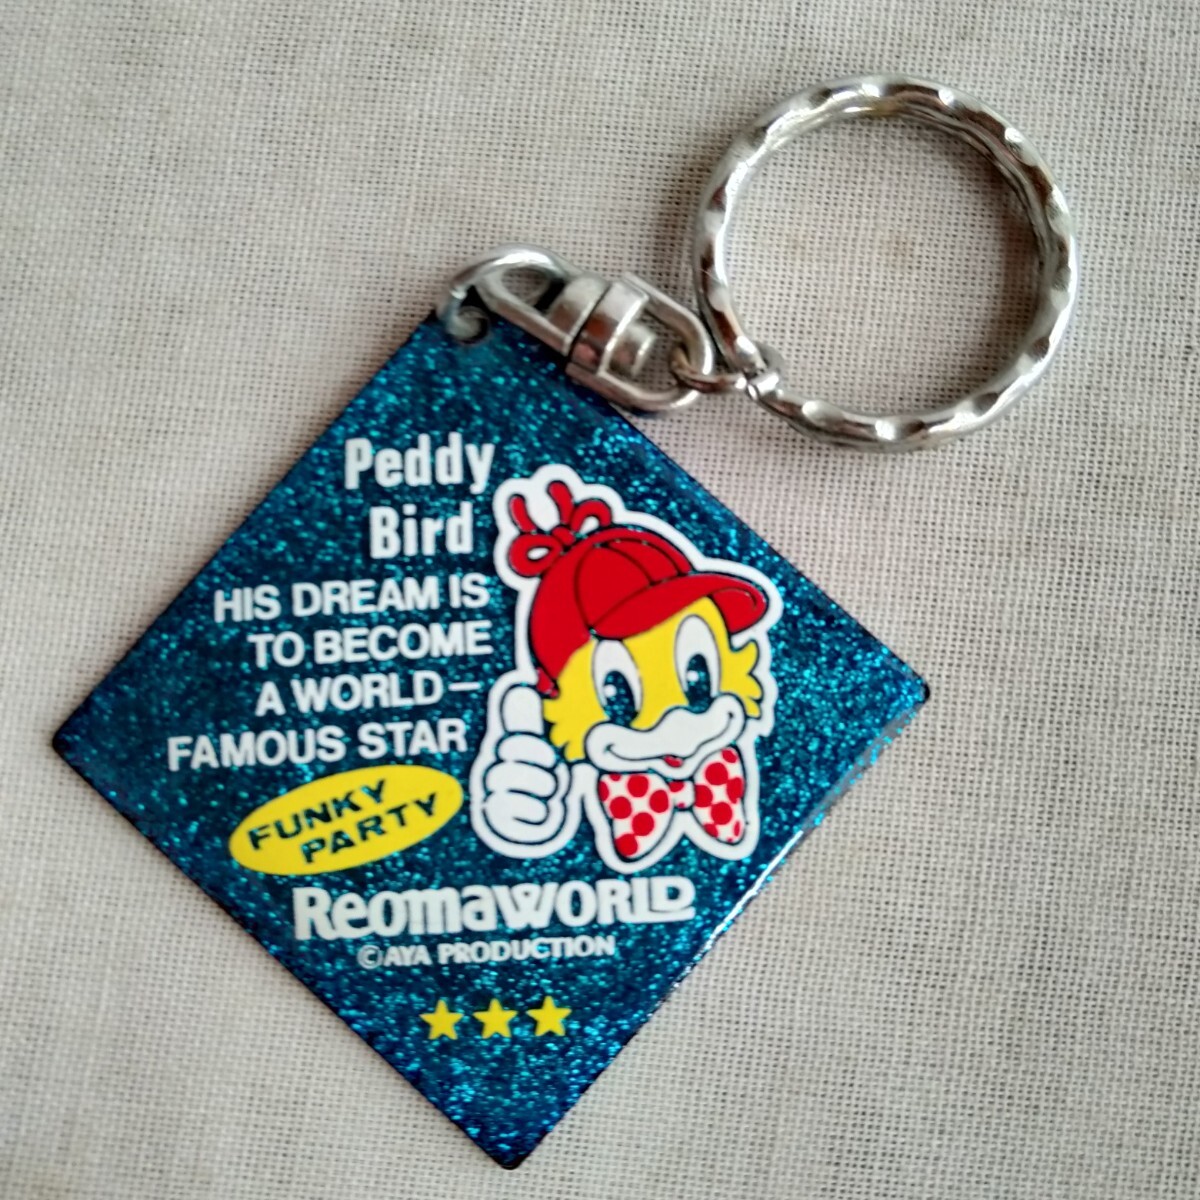 Peddy
Bird
HIS DREAM IS
TO BECOME
A WORLD–
FAMOUS STAR
FUNKY
PARTY
ReomaWORLD
©AYA PRODUCTION